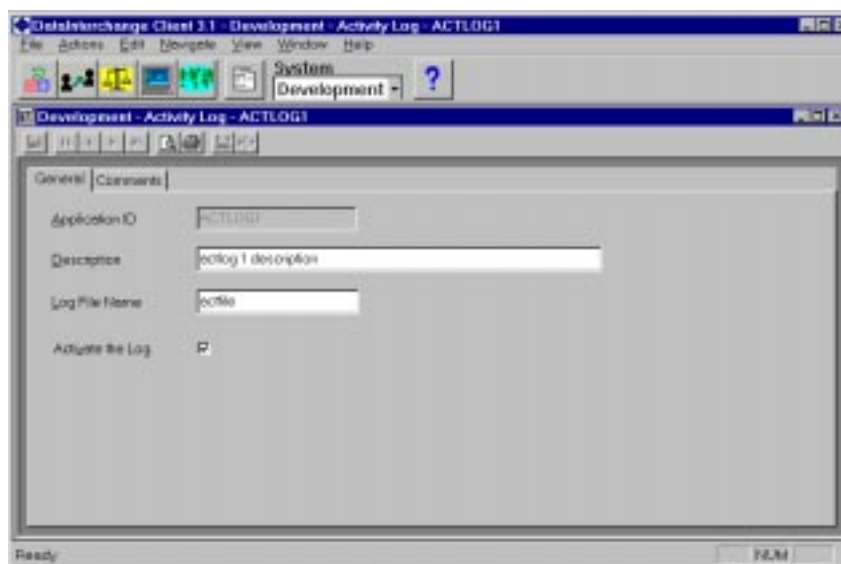 DataInterchange Client 3.1 - Development - Activity Log - ACTLOG1
File Actions Edit Navigate View Window Help
System
Development
?
Development - Activity Log - ACTLOG1
General Comments
Application ID ACTLOG1
Description actlog 1 description
Log File Name actfile
Activate the Log
Ready NUM